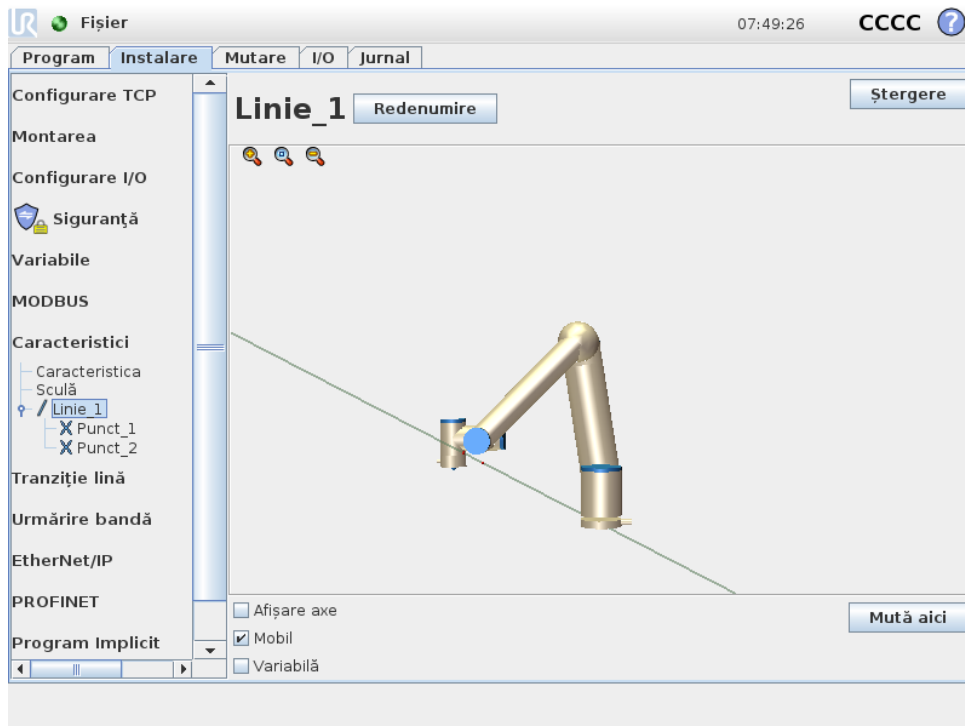 UR Fișier 07:49:26 CCCC ?
Program Instalare Mutare I/O Jurnal
Configurare TCP
Montarea
Configurare I/O
Siguranță
Variabile
MODBUS
Caracteristici
Caracteristica
Sculă
Linie_1
Punct_1
Punct_2
Tranziție lină
Urmărire bandă
EtherNet/IP
PROFINET
Program Implicit
Linie_1 Redenumire Ștergere
Afișare axe
Mobil
Variabilă
Mută aici